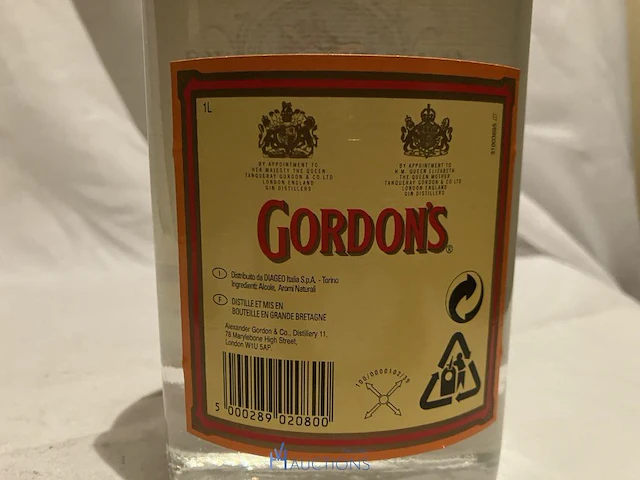 1L
BY APPOINTMENT TO
HER MAJESTY THE QUEEN
TANQUERAY GORDON & CO LTD
LONDON ENGLAND
GIN DISTILLERS
BY APPOINTMENT TO
H.M. QUEEN ELIZABETH
THE QUEEN MOTHER
TANQUERAY GORDON & CO LTD
LONDON ENGLAND
GIN DISTILLERS
GORDON'S®
I Distribuito da DIAGEO Italia S.p.A. - Torino
Ingredienti: Alcole, Aromi Naturali
F DISTILLE ET MIS EN
BOUTEILLE EN GRANDE BRETAGNE
Alexander Gordon & Co., Distillery 11,
76 Marylebone High Street,
London W1U 5AP.
5 000289 020800
AUCTIONS